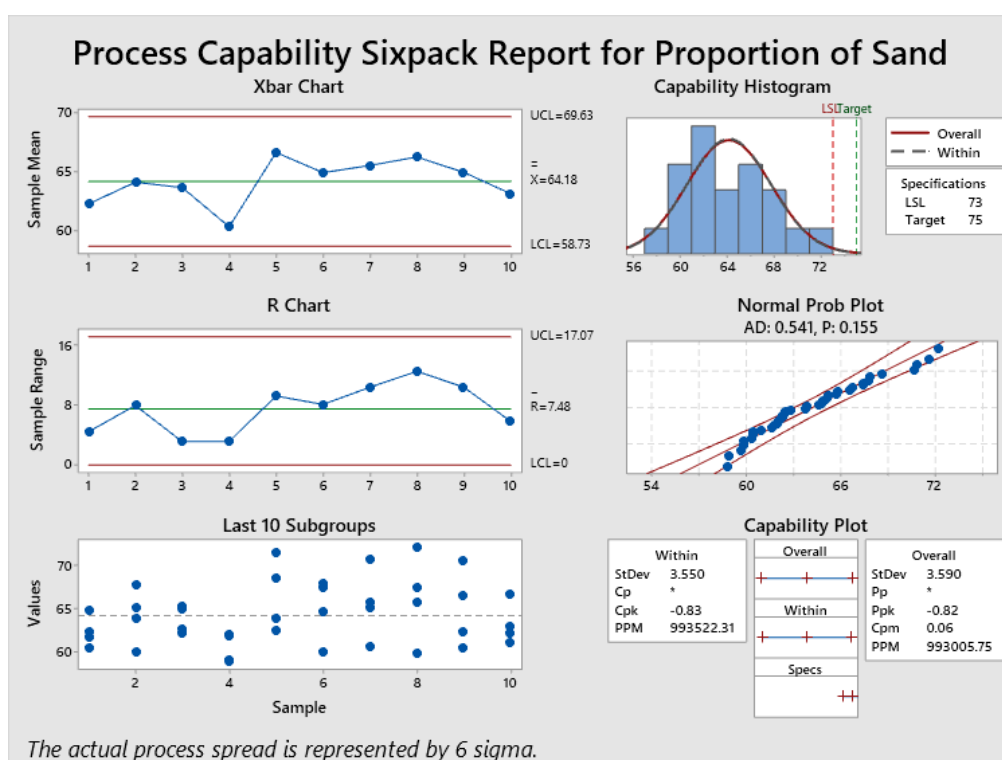 Process Capability Sixpack Report for Proportion of Sand
Xbar Chart
Sample Mean
70
65
60
UCL=69.63
=
X=64.18
LCL=58.73
1 2 3 4 5 6 7 8 9 10
Capability Histogram
LSL Target
56 60 64 68 72
Overall
Within
Specifications
LSL 73
Target 75
R Chart
Sample Range
16
8
0
UCL=17.07
_
R=7.48
LCL=0
1 2 3 4 5 6 7 8 9 10
Normal Prob Plot
AD: 0.541, P: 0.155
54 60 66 72
Last 10 Subgroups
Values
70
65
60
2 4 6 8 10
Sample
Capability Plot
Within
StDev 3.550
Cp *
Cpk -0.83
PPM 993522.31
Overall
Within
Specs
Overall
StDev 3.590
Pp *
Ppk -0.82
Cpm 0.06
PPM 993005.75
The actual process spread is represented by 6 sigma.